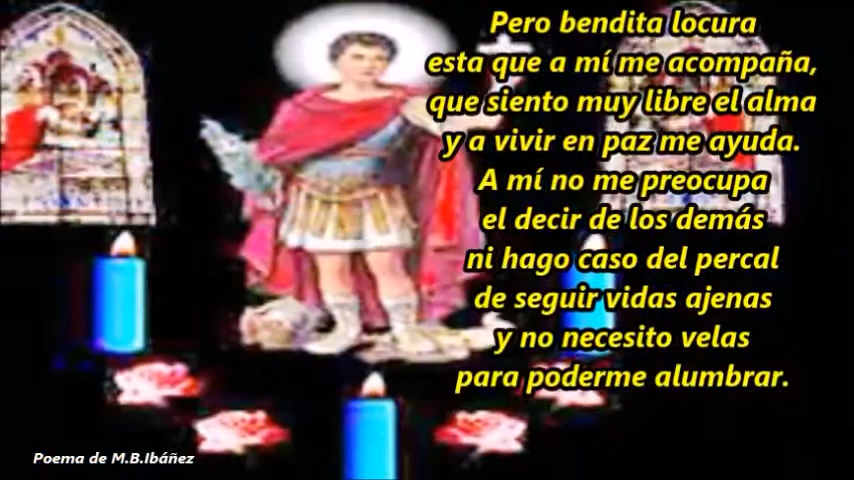 Pero bendita locura
esta que a mí me acompaña,
que siento muy libre el alma
y a vivir en paz me ayuda.
A mí no me preocupa
el decir de los demás
ni hago caso del percal
de seguir vidas ajenas
y no necesito velas
para poderme alumbrar.
Poema de M.B.Ibáñez